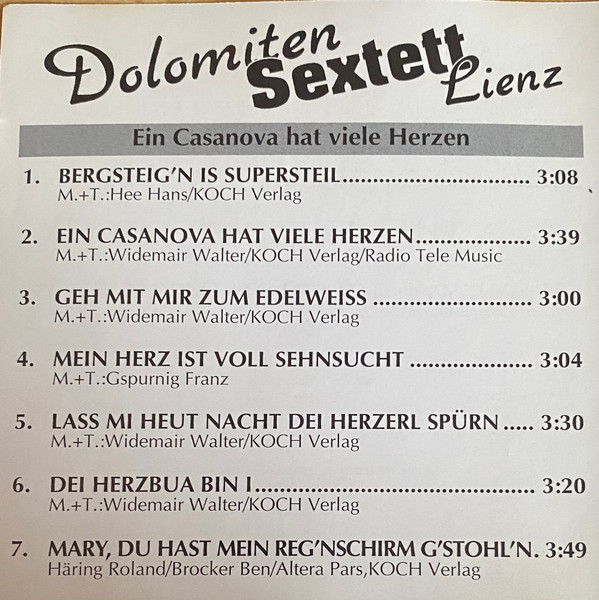 Dolomiten
Sextett
Lienz
Ein Casanova hat viele Herzen
1. BERGSTEIG'N IS SUPERSTEIL.............................. 3:08
M.+T.:Hee Hans/KOCH Verlag
2. EIN CASANOVA HAT VIELE HERZEN................... 3:39
M.+T.:Widemair Walter/KOCH Verlag/Radio Tele Music
3. GEH MIT MIR ZUM EDELWEISS .......................... 3:00
M.+T.:Widemair Walter/KOCH Verlag
4. MEIN HERZ IST VOLL SEHNSUCHT .................... 3:04
M.+T.:Gspurnig Franz
5. LASS MI HEUT NACHT DEI HERZERL SPÜRN ..... 3:30
M.+T.:Widemair Walter/KOCH Verlag
6. DEI HERZBUA BIN I.............................................. 3:20
M.+T.:Widemair Walter/KOCH Verlag
7. MARY, DU HAST MEIN REG'NSCHIRM G'STOHL'N. 3:49
Häring Roland/Brocker Ben/Altera Pars,KOCH Verlag